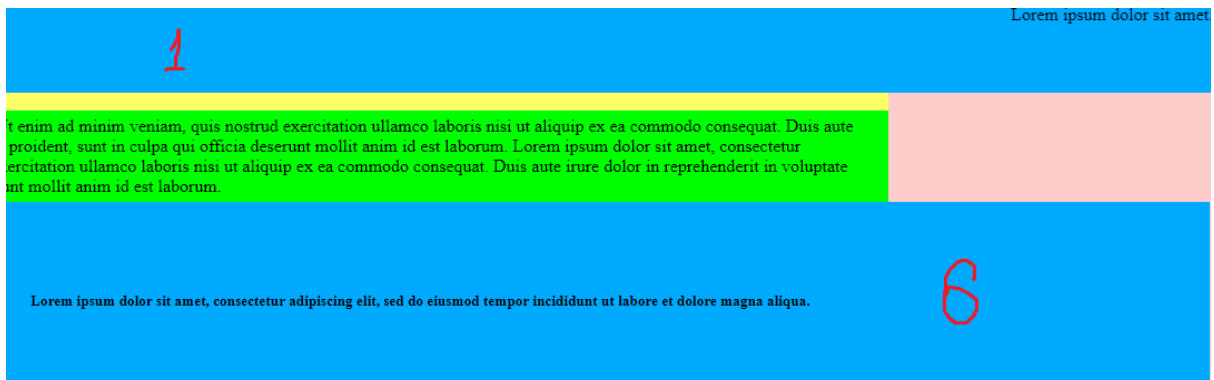 Lorem ipsum dolor sit amet
1
t enim ad minim veniam, quis nostrud exercitation ullamco laboris nisi ut aliquip ex ea commodo consequat. Duis aute
proident, sunt in culpa qui officia deserunt mollit anim id est laborum. Lorem ipsum dolor sit amet, consectetur
ercitation ullamco laboris nisi ut aliquip ex ea commodo consequat. Duis aute irure dolor in reprehenderit in voluptate
nt mollit anim id est laborum.
6
Lorem ipsum dolor sit amet, consectetur adipiscing elit, sed do eiusmod tempor incididunt ut labore et dolore magna aliqua.